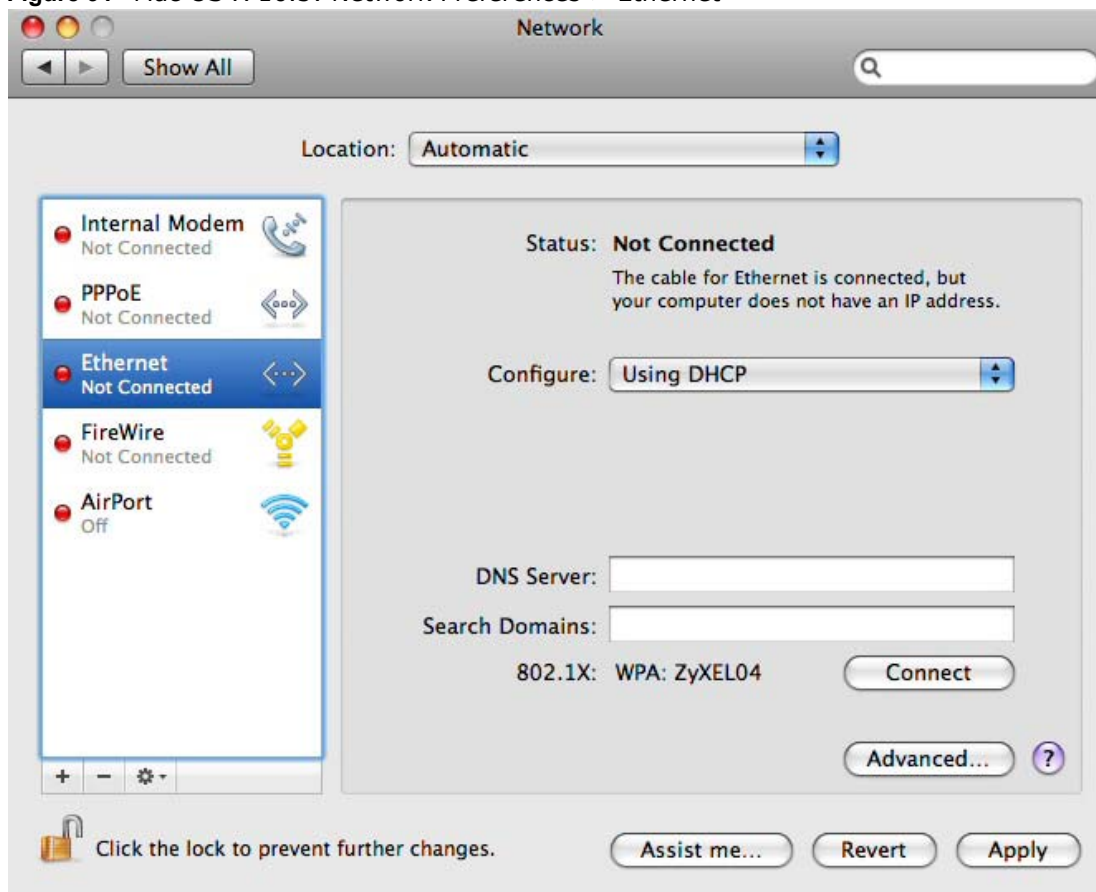 Network
Show All
Location: Automatic
Internal Modem
Not Connected
PPPoE
Not Connected
Ethernet
Not Connected
FireWire
Not Connected
AirPort
Off
Status: Not Connected
The cable for Ethernet is connected, but
your computer does not have an IP address.
Configure: Using DHCP
DNS Server:
Search Domains:
802.1X: WPA: ZyXEL04 Connect
Advanced... ?
Click the lock to prevent further changes.
Assist me... Revert Apply